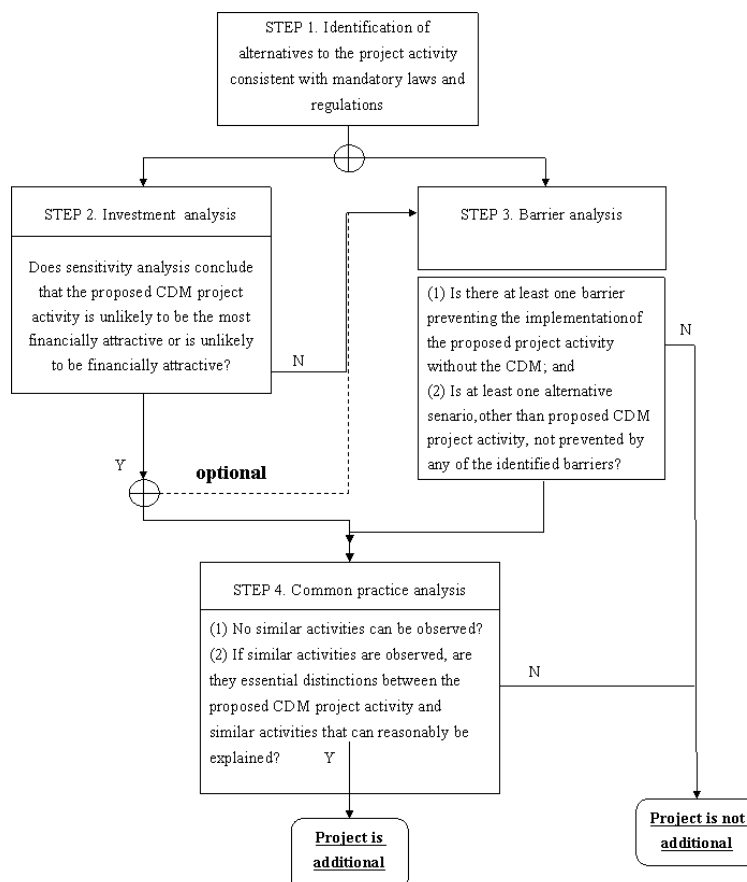 STEP 1. Identification of
alternatives to the project activity
consistent with mandatory laws and
regulations
STEP 2. Investment analysis
Does sensitivity analysis conclude
that the proposed CDM project
activity is unlikely to be the most
financially attractive or is unlikely
to be financially attractive?
N
Y
optional
STEP 3. Barrier analysis
(1) Is there at least one barrier
preventing the implementation of
the proposed project activity
without the CDM; and
(2) Is at least one alternative
senario, other than proposed CDM
project activity, not prevented by
any of the identified barriers?
N
STEP 4. Common practice analysis
(1) No similar activities can be observed?
(2) If similar activities are observed, are
they essential distinctions between the
proposed CDM project activity and
similar activities that can reasonably be
explained? Y
N
Project is
additional
Project is not
additional